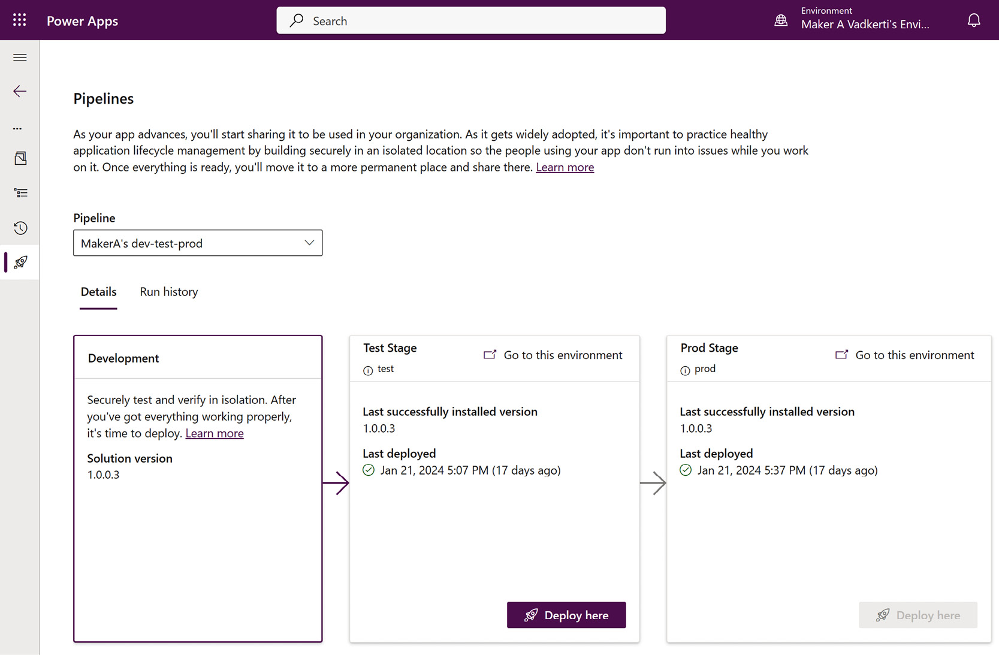 Power Apps
Search
Environment
Maker A Vadkerti's Envi...
Pipelines
As your app advances, you'll start sharing it to be used in your organization. As it gets widely adopted, it's important to practice healthy
application lifecycle management by building securely in an isolated location so the people using your app don't run into issues while you work
on it. Once everything is ready, you'll move it to a more permanent place and share there. Learn more
Pipeline
MakerA's dev-test-prod
Details
Run history
Development
Securely test and verify in isolation. After
you've got everything working properly,
it's time to deploy. Learn more
Solution version
1.0.0.3
Test Stage
test
Go to this environment
Last successfully installed version
1.0.0.3
Last deployed
Jan 21, 2024 5:07 PM (17 days ago)
Deploy here
Prod Stage
prod
Go to this environment
Last successfully installed version
1.0.0.3
Last deployed
Jan 21, 2024 5:37 PM (17 days ago)
Deploy here